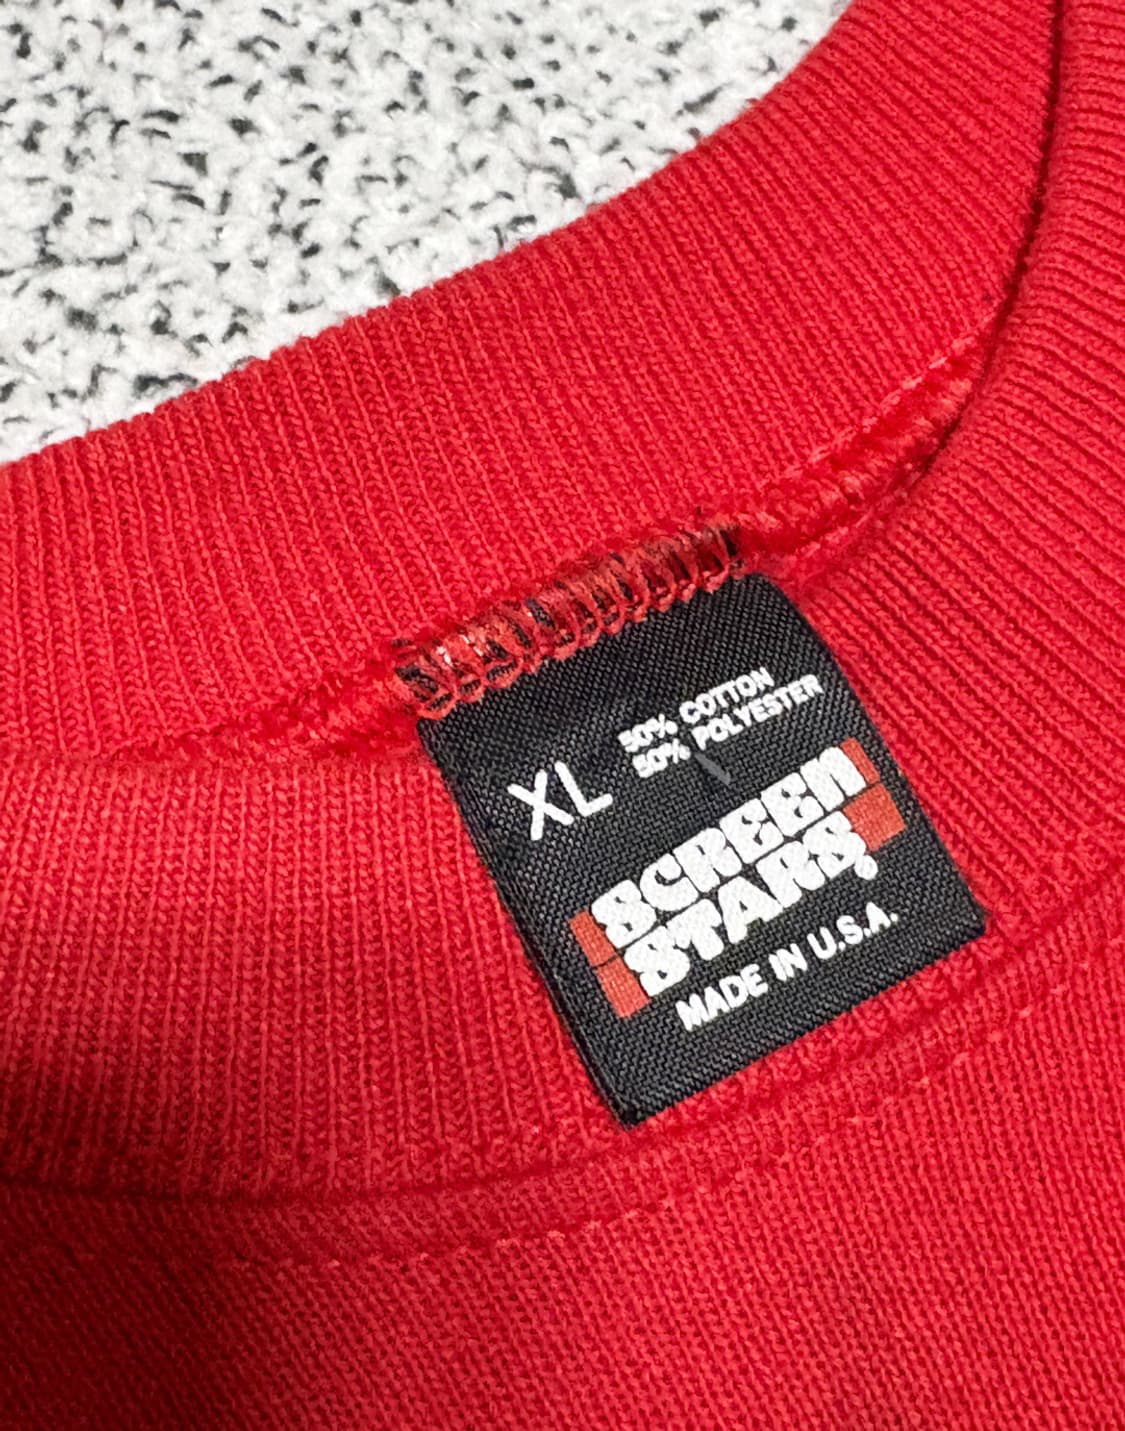 50% COTTON
50% POLYESTER
XL
SCREEN
STARS®
MADE IN U.S.A.